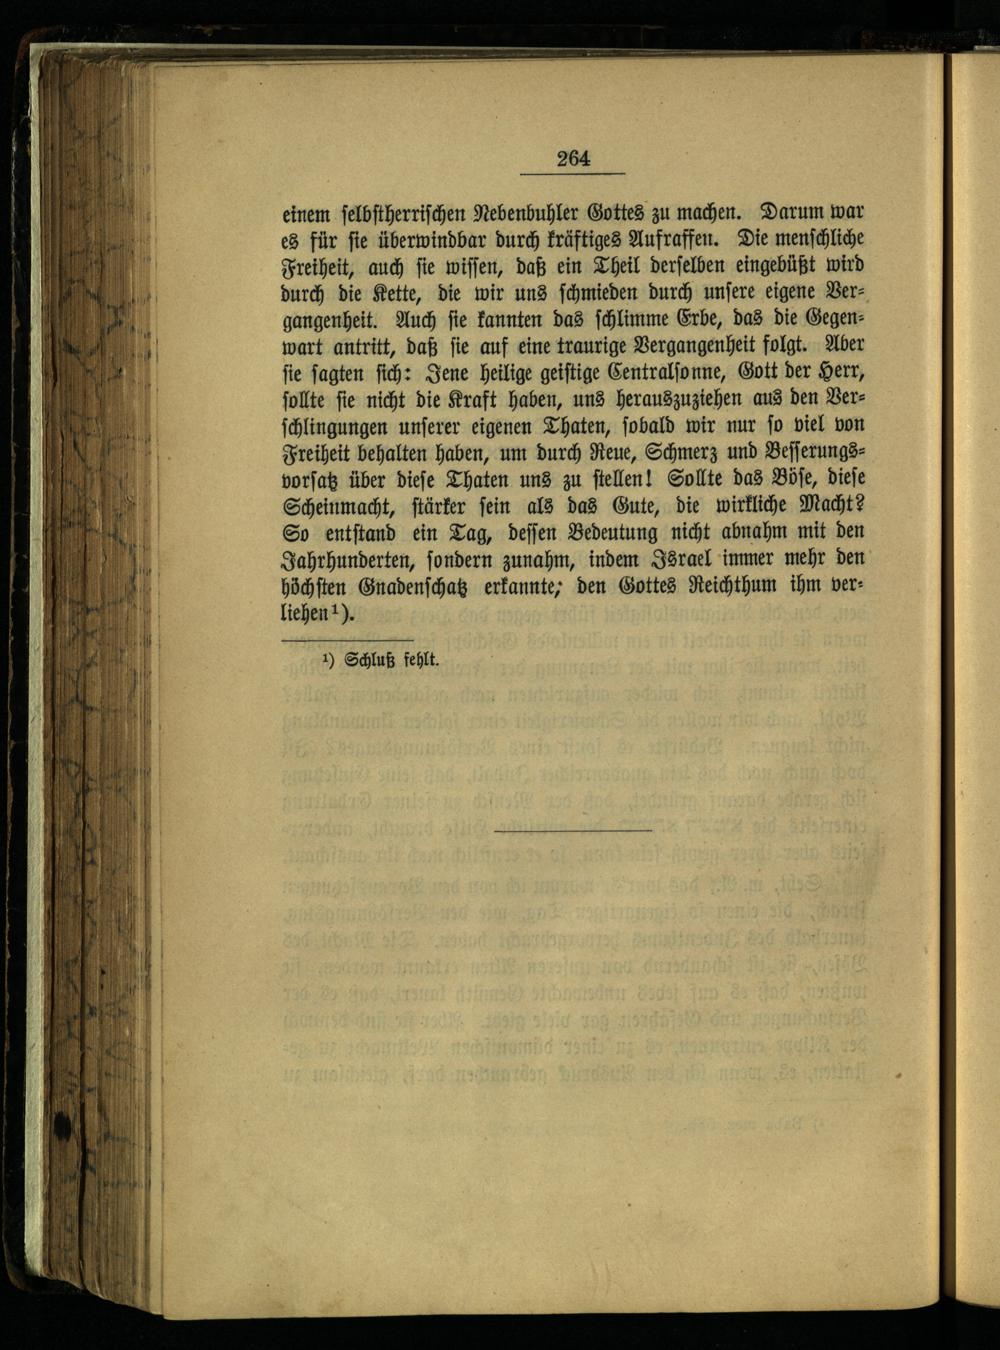 264
einem selbstherrischen Nebenbuhler Gottes zu machen. Darum war
es für sie überwindbar durch kräftiges Aufraffen. Die menschliche
Freiheit, auch sie wissen, daß ein Theil derselben eingebüßt wird
durch die Kette, die wir uns schmieden durch unsere eigene Ver-
gangenheit. Auch sie kannten das schlimme Erbe, das die Gegen-
wart antritt, daß sie auf eine traurige Vergangenheit folgt. Aber
sie sagten sich: Jene heilige geistige Centralsonne, Gott der Herr,
sollte sie nicht die Kraft haben, uns herauszuziehen aus den Ver-
schlingungen unserer eigenen Thaten, sobald wir nur so viel von
Freiheit behalten haben, um durch Reue, Schmerz und Besserungs-
vorsatz über diese Thaten uns zu stellen! Sollte das Böse, diese
Scheinmacht, stärker sein als das Gute, die wirkliche Macht?
So entstand ein Tag, dessen Bedeutung nicht abnahm mit den
Jahrhunderten, sondern zunahm, indem Israel immer mehr den
höchsten Gnadenschatz erkannte; den Gottes Reichthum ihm ver-
liehen¹).
¹) Schluß fehlt.